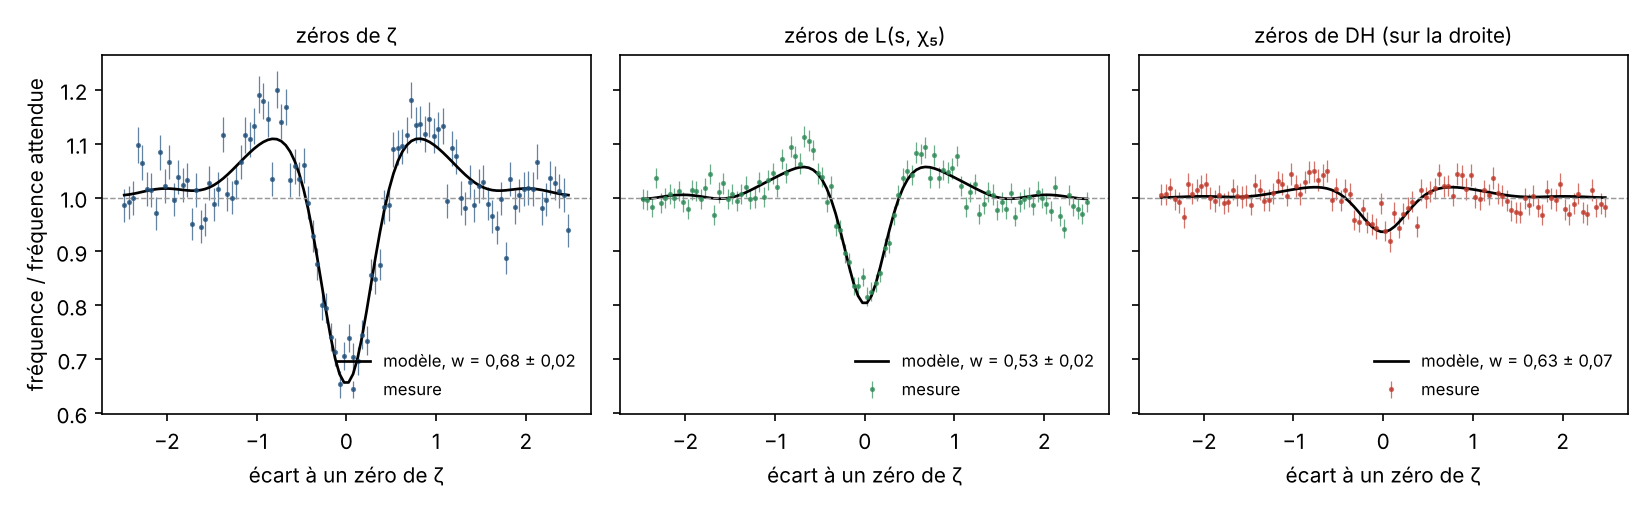 zéros de ζ
zéros de L(s, χ₅)
zéros de DH (sur la droite)
fréquence / fréquence attendue
1.2
1.1
1.0
0.9
0.8
0.7
0.6
modèle, w = 0,68 ± 0,02
mesure
modèle, w = 0,53 ± 0,02
mesure
modèle, w = 0,63 ± 0,07
mesure
−2 −1 0 1 2
−2 −1 0 1 2
−2 −1 0 1 2
écart à un zéro de ζ
écart à un zéro de ζ
écart à un zéro de ζ